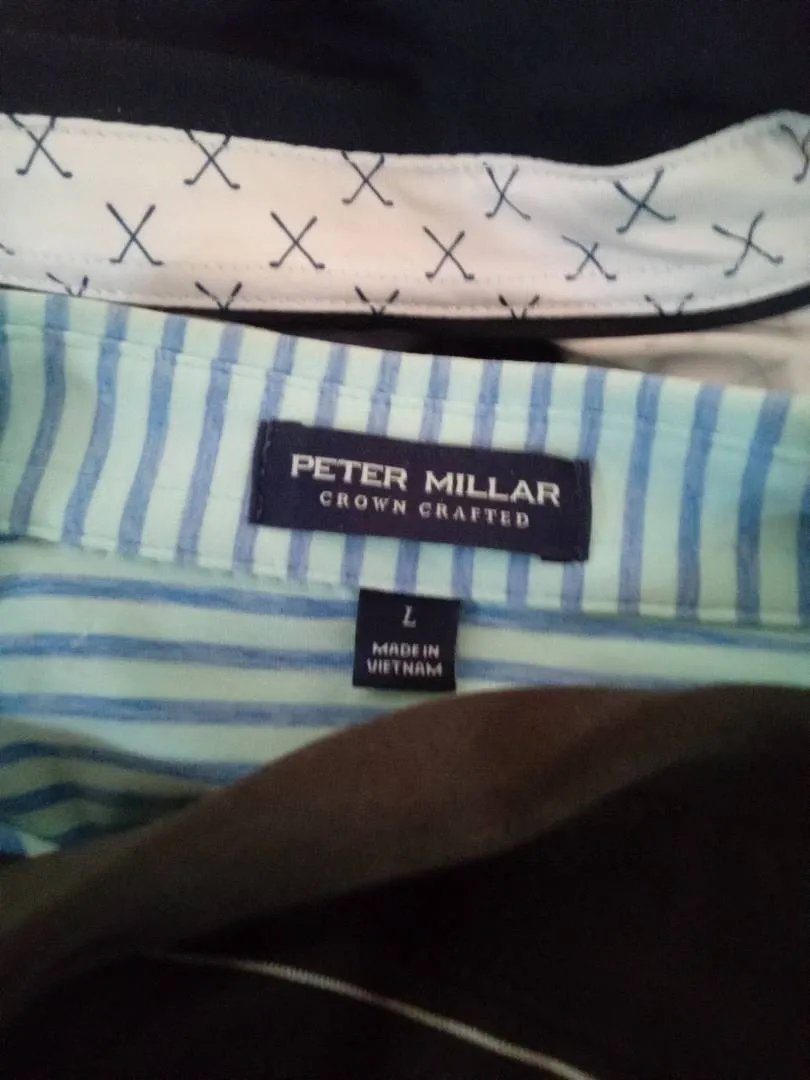 PETER MILLAR
CROWN CRAFTED
L
MADE IN
VIETNAM